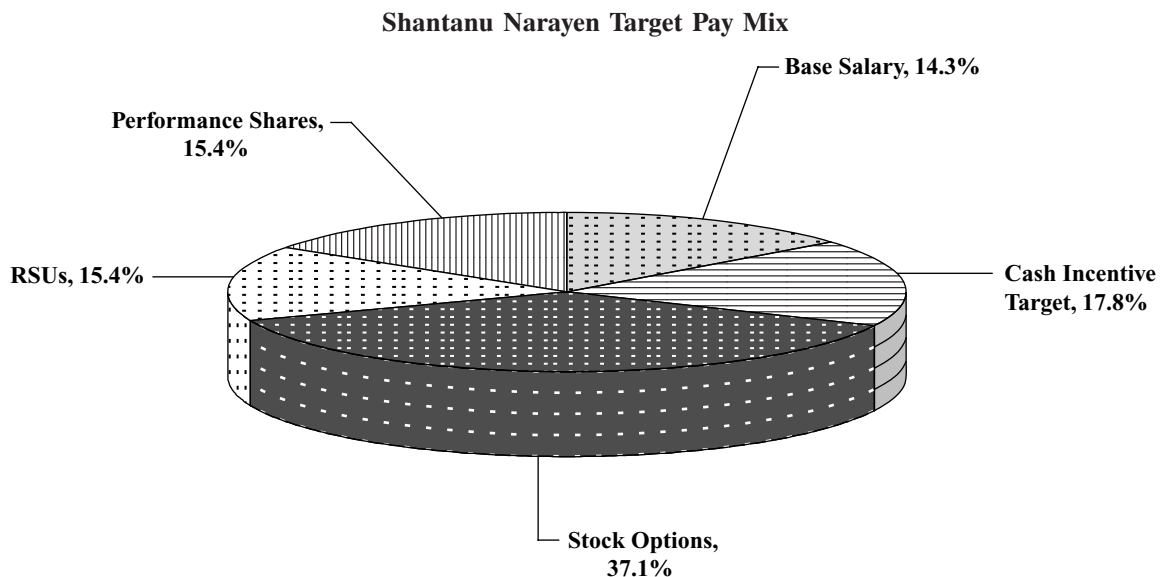 Shantanu Narayen Target Pay Mix
Base Salary, 14.3%
Performance Shares,
15.4%
RSUs, 15.4%
Cash Incentive
Target, 17.8%
Stock Options,
37.1%